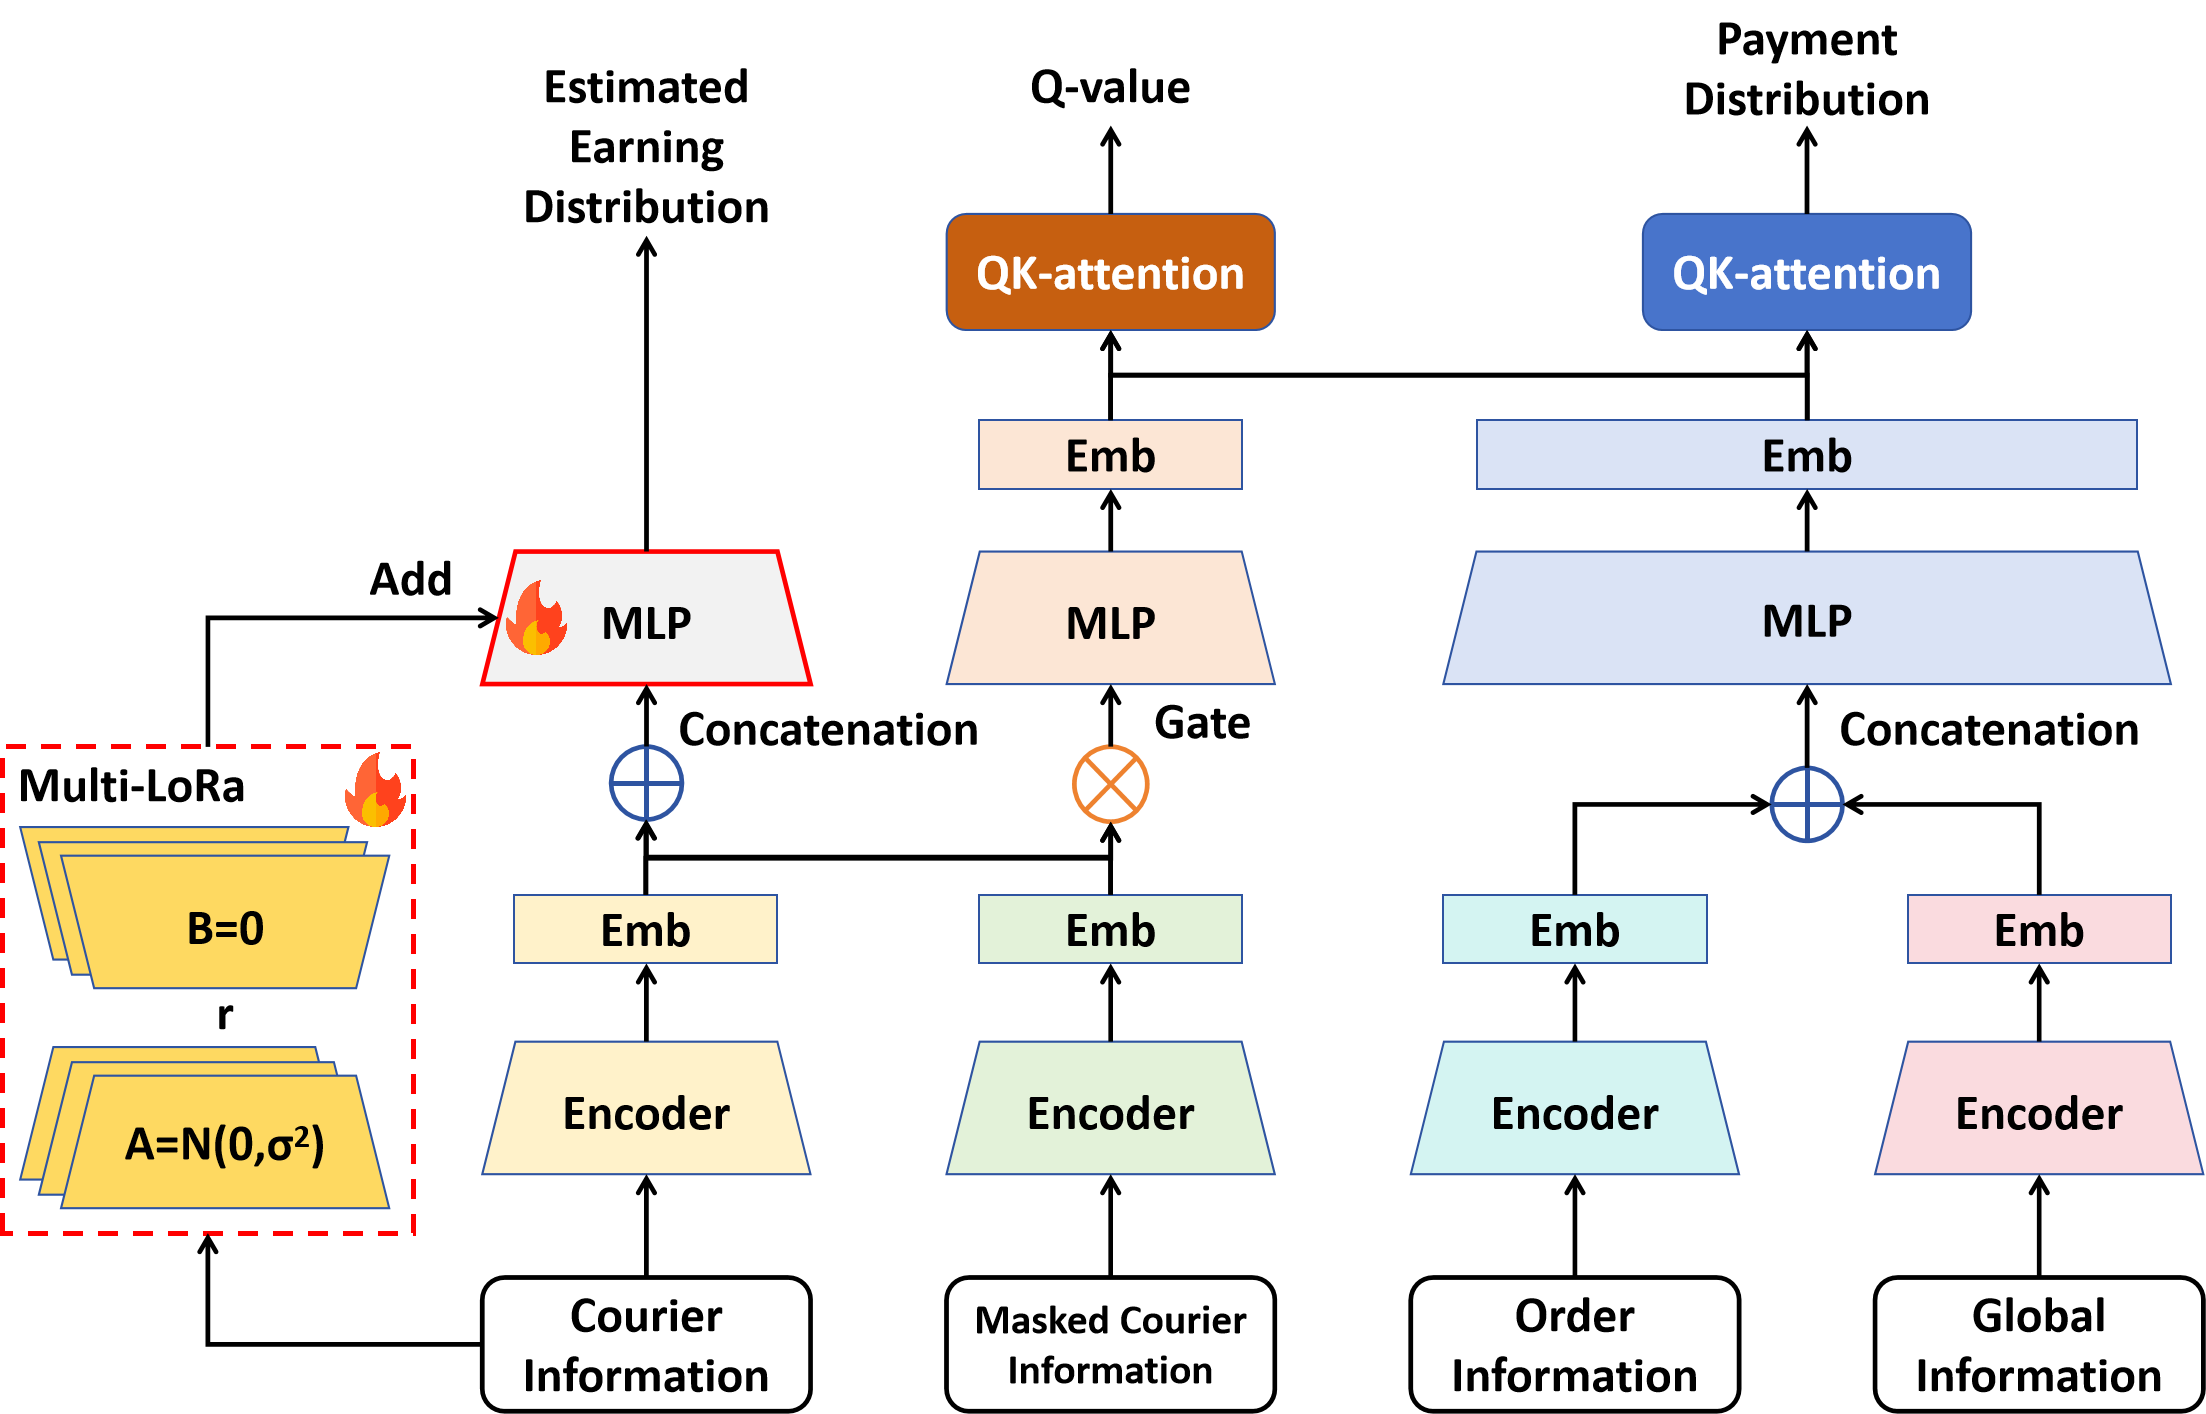 Estimated
Earning
Distribution
Q-value
Payment
Distribution
QK-attention
QK-attention
Emb
Emb
Add
MLP
MLP
MLP
Concatenation
Gate
Concatenation
Multi-LoRa
B=0
r
A=N(0,σ²)
Emb
Emb
Emb
Emb
Encoder
Encoder
Encoder
Encoder
Courier
Information
Masked Courier
Information
Order
Information
Global
Information